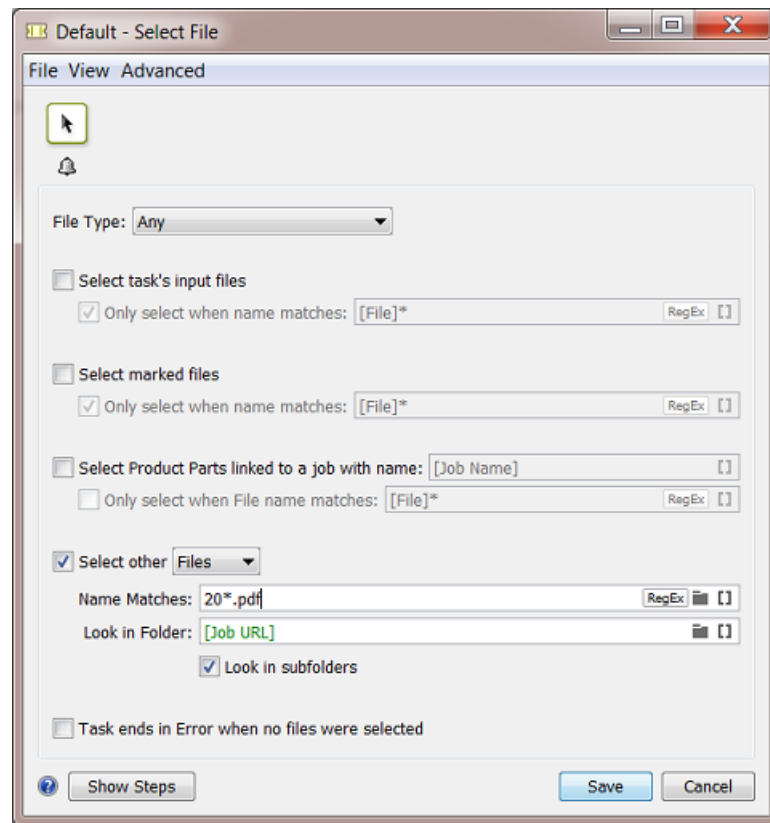 Default - Select File
File View Advanced
File Type: Any
Select task's input files
Only select when name matches: [File]* RegEx []
Select marked files
Only select when name matches: [File]* RegEx []
Select Product Parts linked to a job with name: [Job Name] []
Only select when File name matches: [File]* RegEx []
Select other Files
Name Matches: 20*.pdf RegEx []
Look in Folder: [Job URL] []
Look in subfolders
Task ends in Error when no files were selected
? Show Steps Save Cancel